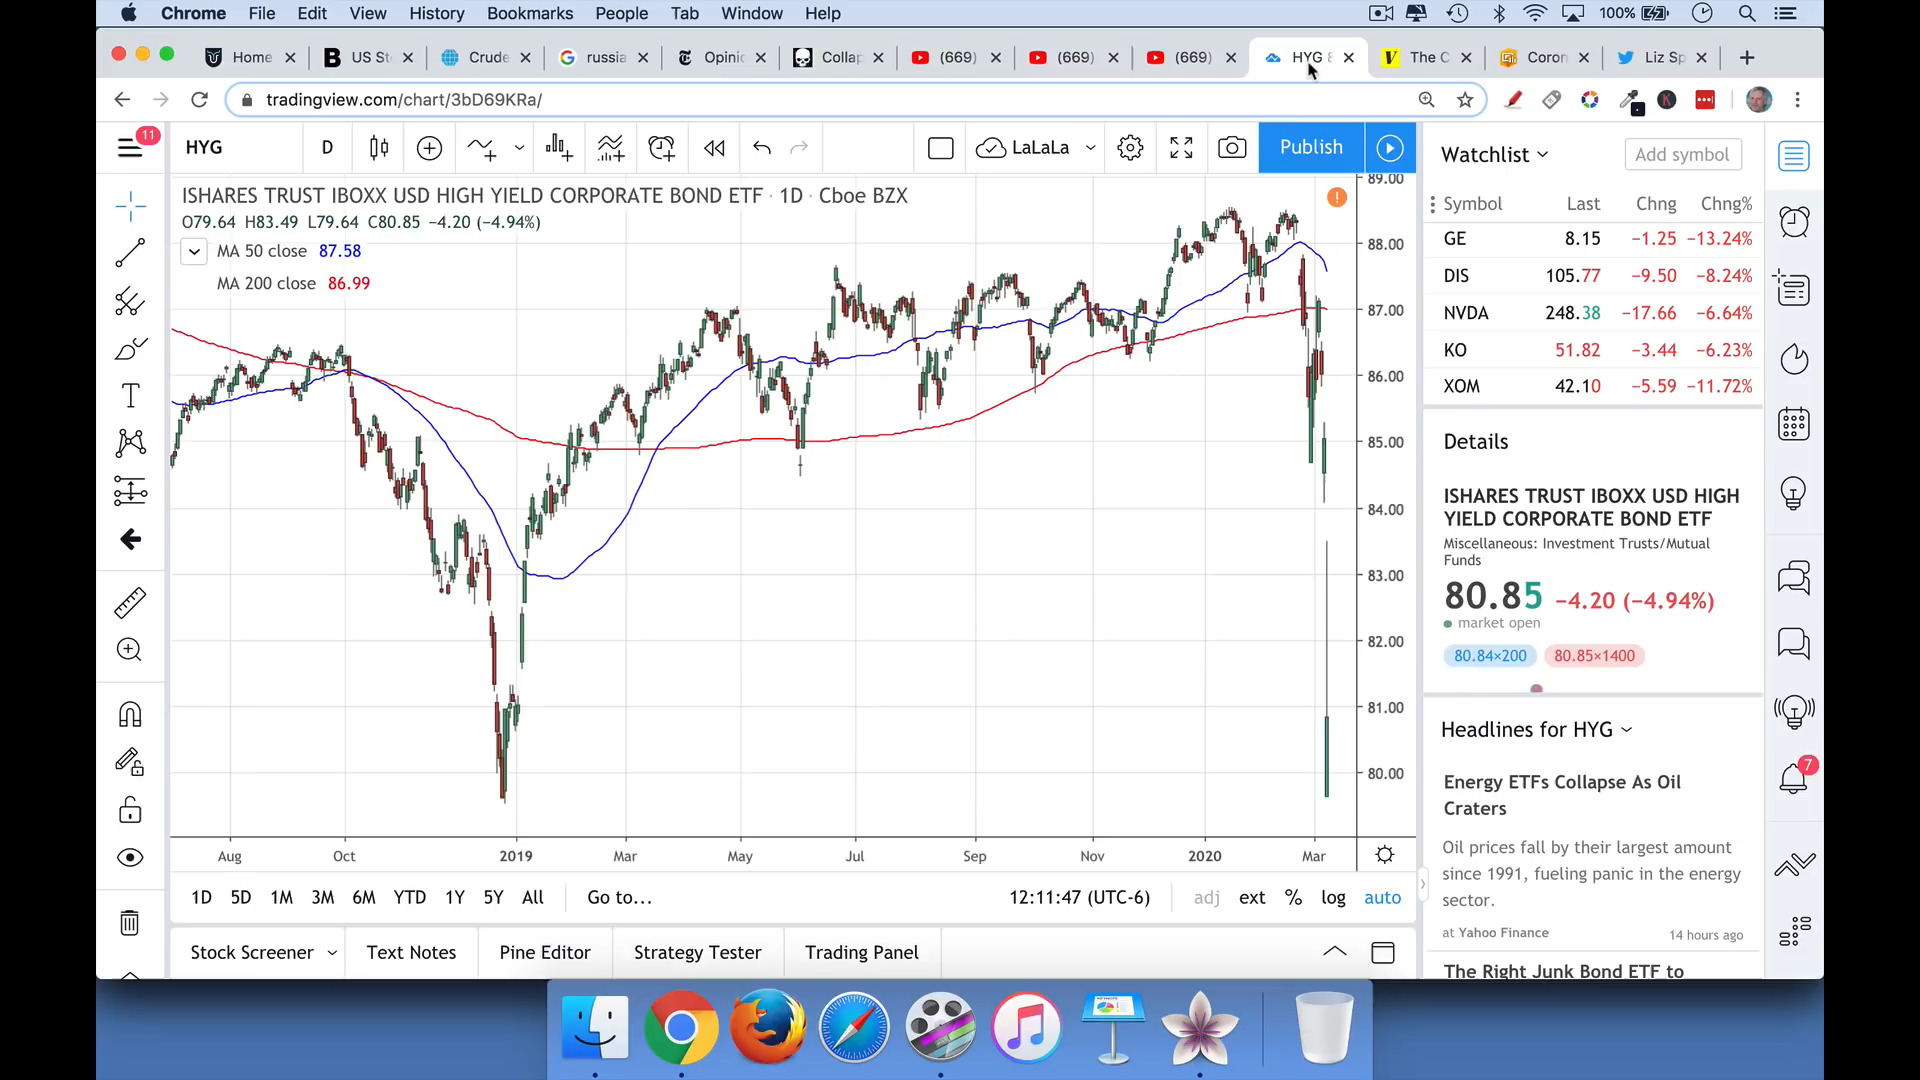 Chrome File Edit View History Bookmarks People Tab Window Help 100%
Home US St Crude russia Opinic Collap (669) (669) (669) HYG 8 The C Coron Liz Sp
tradingview.com/chart/3bD69KRa/
11
HYG D LaLaLa Publish
ISHARES TRUST IBOXX USD HIGH YIELD CORPORATE BOND ETF · 1D · Cboe BZX
O79.64 H83.49 L79.64 C80.85 −4.20 (−4.94%)
MA 50 close 87.58
MA 200 close 86.99
89.00
88.00
87.00
86.00
85.00
84.00
83.00
82.00
81.00
80.00
Aug Oct 2019 Mar May Jul Sep Nov 2020 Mar
1D 5D 1M 3M 6M YTD 1Y 5Y All Go to... 12:11:47 (UTC-6) adj ext % log auto
Stock Screener Text Notes Pine Editor Strategy Tester Trading Panel
Watchlist Add symbol
Symbol Last Chng Chng%
GE 8.15 −1.25 −13.24%
DIS 105.77 −9.50 −8.24%
NVDA 248.38 −17.66 −6.64%
KO 51.82 −3.44 −6.23%
XOM 42.10 −5.59 −11.72%
Details
ISHARES TRUST IBOXX USD HIGH
YIELD CORPORATE BOND ETF
Miscellaneous: Investment Trusts/Mutual
Funds
80.85 −4.20 (−4.94%)
market open
80.84×200 80.85×1400
Headlines for HYG
Energy ETFs Collapse As Oil
Craters
Oil prices fall by their largest amount
since 1991, fueling panic in the energy
sector.
at Yahoo Finance 14 hours ago
The Right Junk Bond ETF to
7